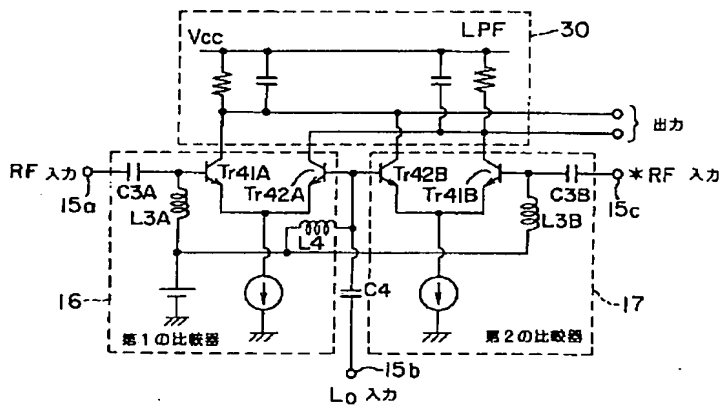 Vcc
LPF
30
出力
RF 入力
15a
C3A
L3A
Tr41A
Tr42A
Tr42B
Tr41B
C3B
L3B
*RF 入力
15c
L4
C4
16
第1の比較器
第2の比較器
17
15b
Lo 入力